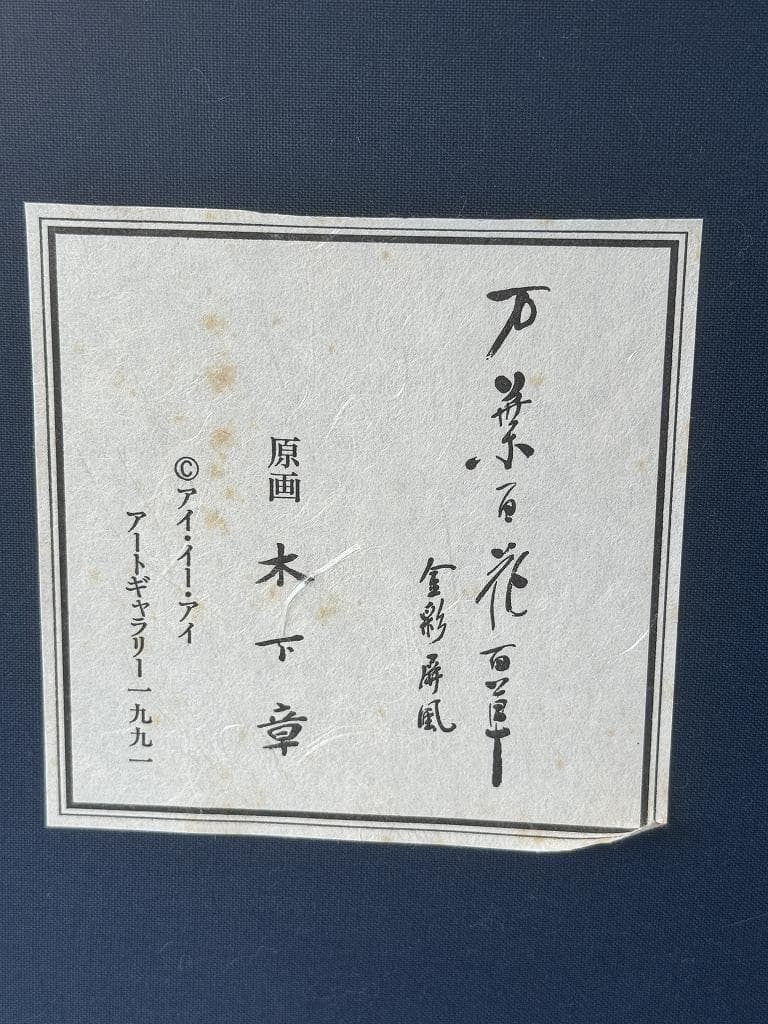 万葉百花百草
金彩屏風
原画 木下章
©アイ・イー・アイ
アートギャラリー一九九一